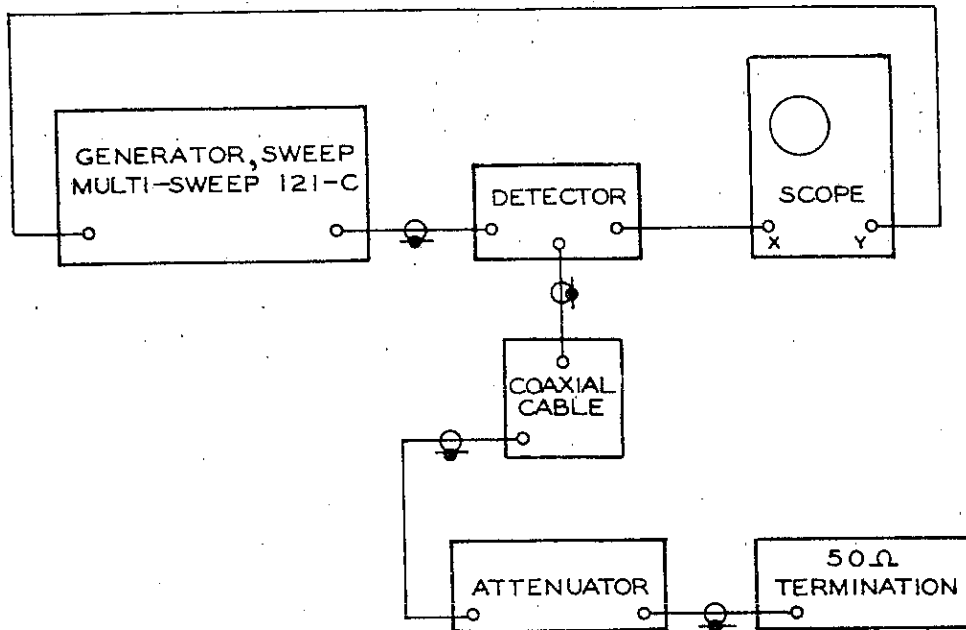 GENERATOR, SWEEP
MULTI-SWEEP 121-C
DETECTOR
SCOPE
X Y
COAXIAL
CABLE
ATTENUATOR
50Ω
TERMINATION